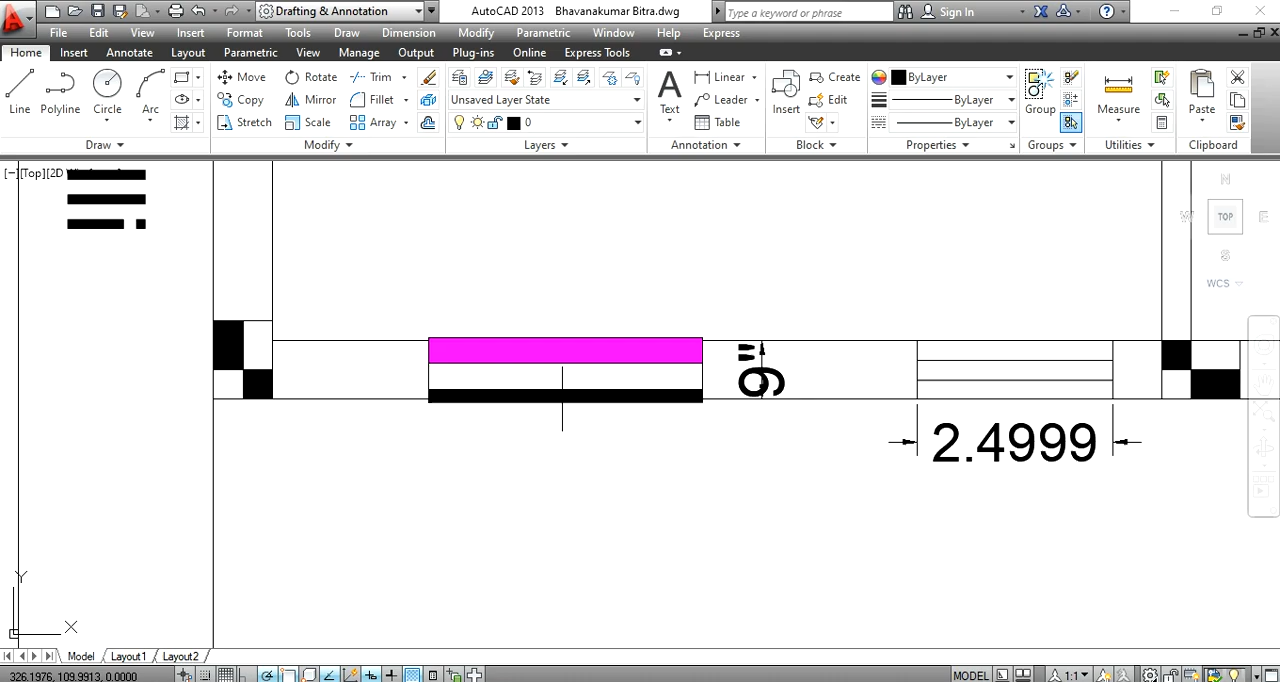 Drafting & Annotation
AutoCAD 2013 Bhavanakumar Bitra.dwg
Type a keyword or phrase
Sign In
File Edit View Insert Format Tools Draw Dimension Modify Parametric Window Help Express
Home Insert Annotate Layout Parametric View Manage Output Plug-ins Online Express Tools
Line Polyline Circle Arc
Draw
Move Rotate Trim
Copy Mirror Fillet
Stretch Scale Array
Modify
Unsaved Layer State
0
Layers
Text
Linear
Leader
Table
Annotation
Insert
Create
Edit
Block
ByLayer
ByLayer
ByLayer
Properties
Group
Groups
Measure
Utilities
Paste
Clipboard
[−][Top][2D
N
W TOP E
S
WCS
9"
2.4999
Y
X
Model Layout1 Layout2
326.1976, 109.9913, 0.0000
MODEL
1:1